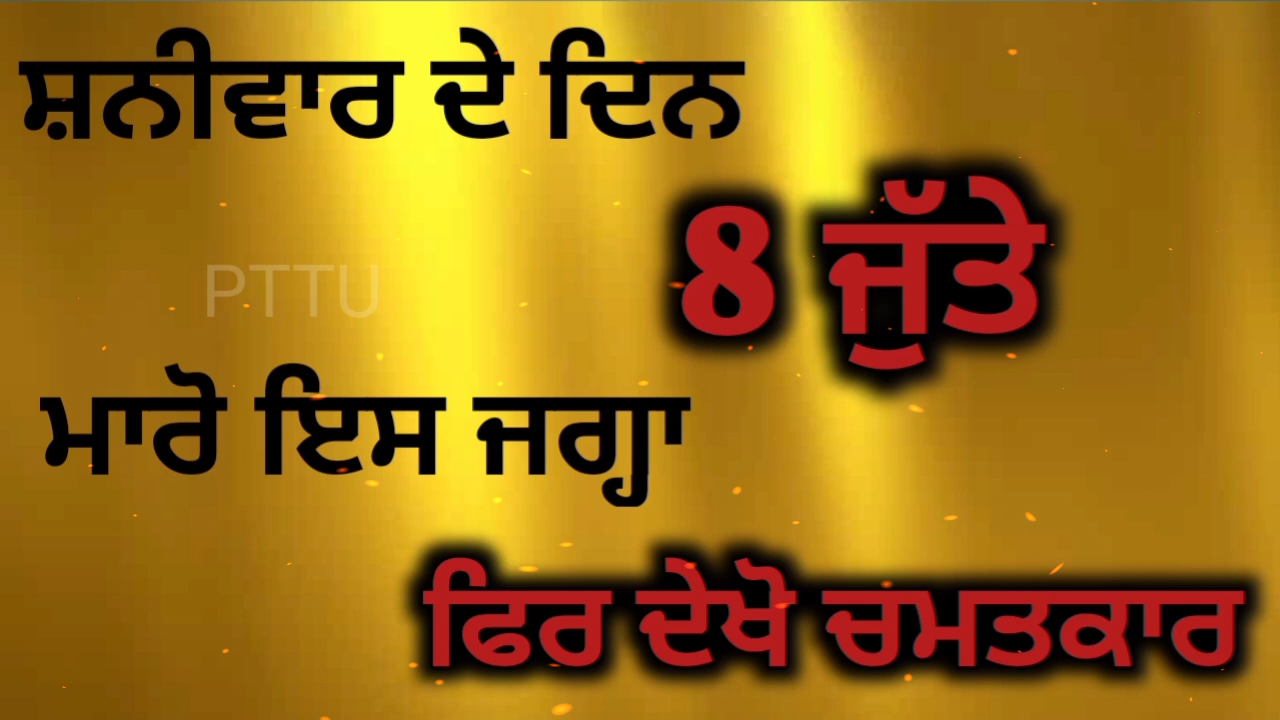 ਸ਼ਨੀਵਾਰ ਦੇ ਦਿਨ
8 ਜੁੱਤੇ
PTTU
ਮਾਰੋ ਇਸ ਜਗ੍ਹਾ
ਫਿਰ ਦੇਖੋ ਚਮਤਕਾਰ